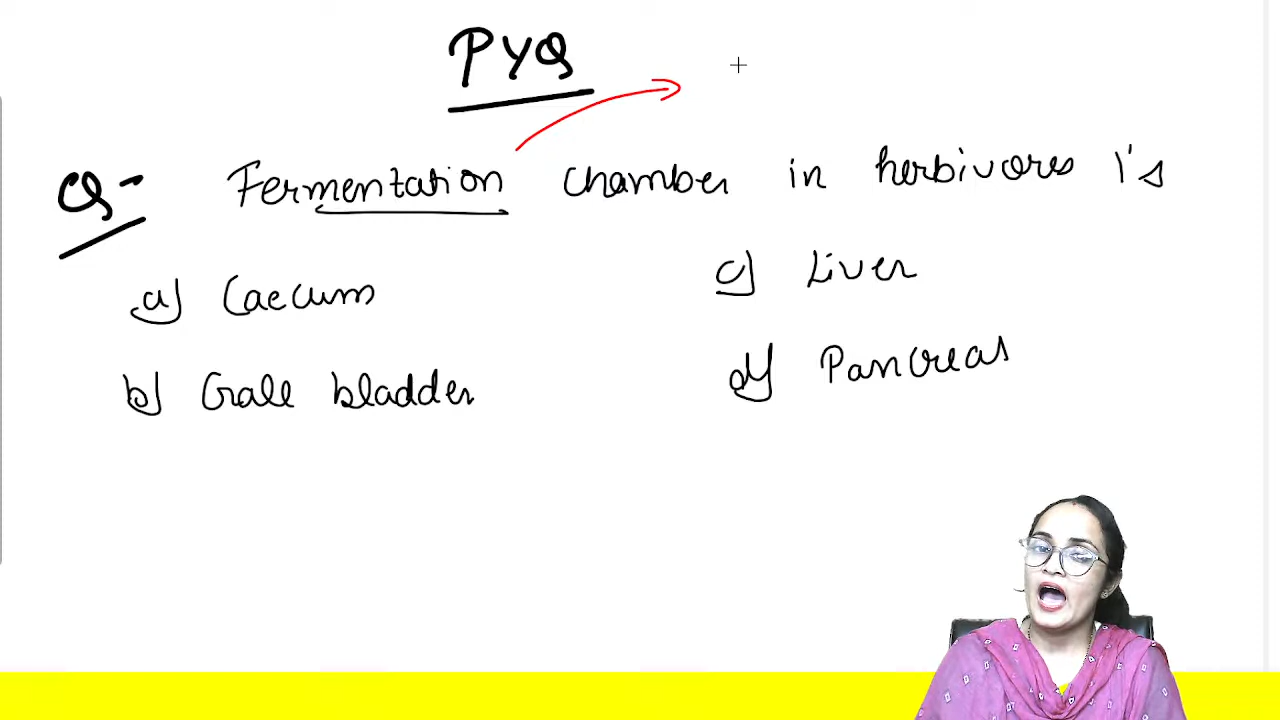 PYQ
Q- Fermentation chamber in herbivores is
a) Caecum
c) Liver
b) Gall bladder
d) Pancreas